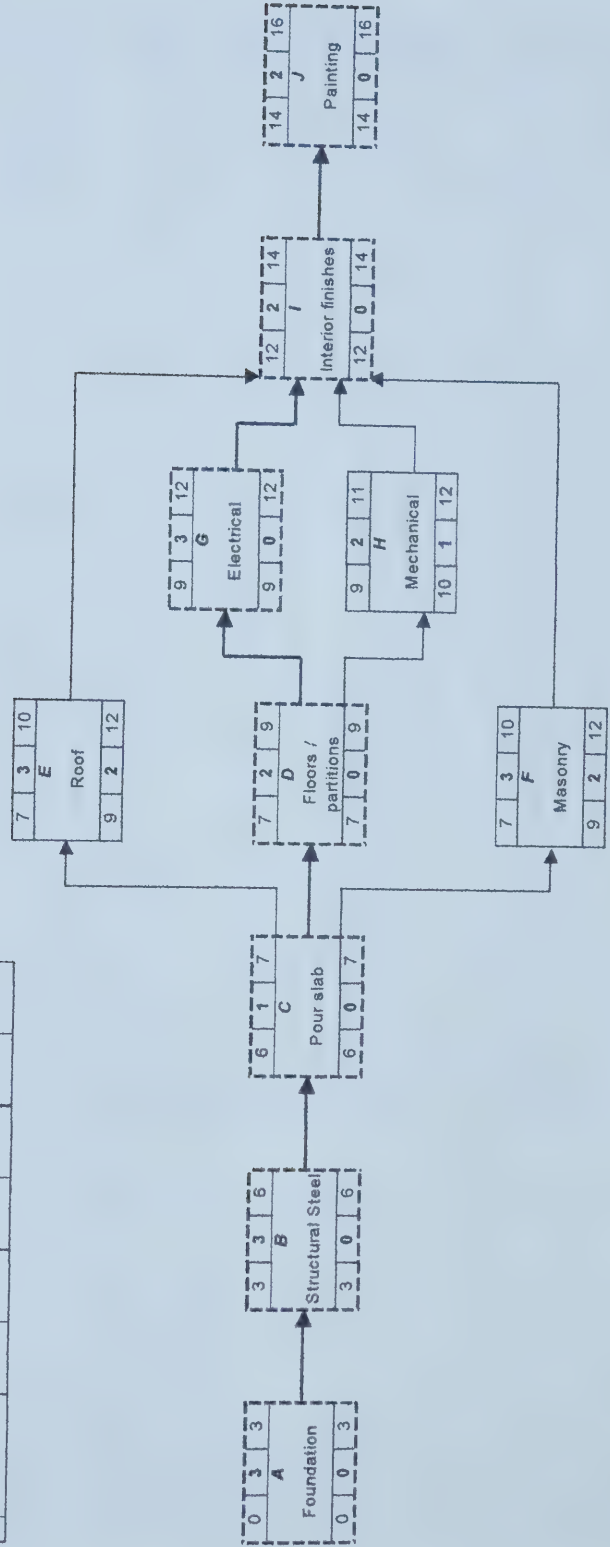 0 3 3
A
Foundation
0 0 3
3 3 6
B
Structural Steel
3 0 6
6 1 7
C
Pour slab
6 0 7
7 3 10
E
Roof
9 2 12
7 2 9
D
Floors /
partitions
7 0 9
7 3 10
F
Masonry
9 2 12
9 3 12
G
Electrical
9 0 12
9 2 11
H
Mechanical
10 1 12
12 2 14
I
Interior finishes
12 0 14
14 2 16
J
Painting
14 0 16